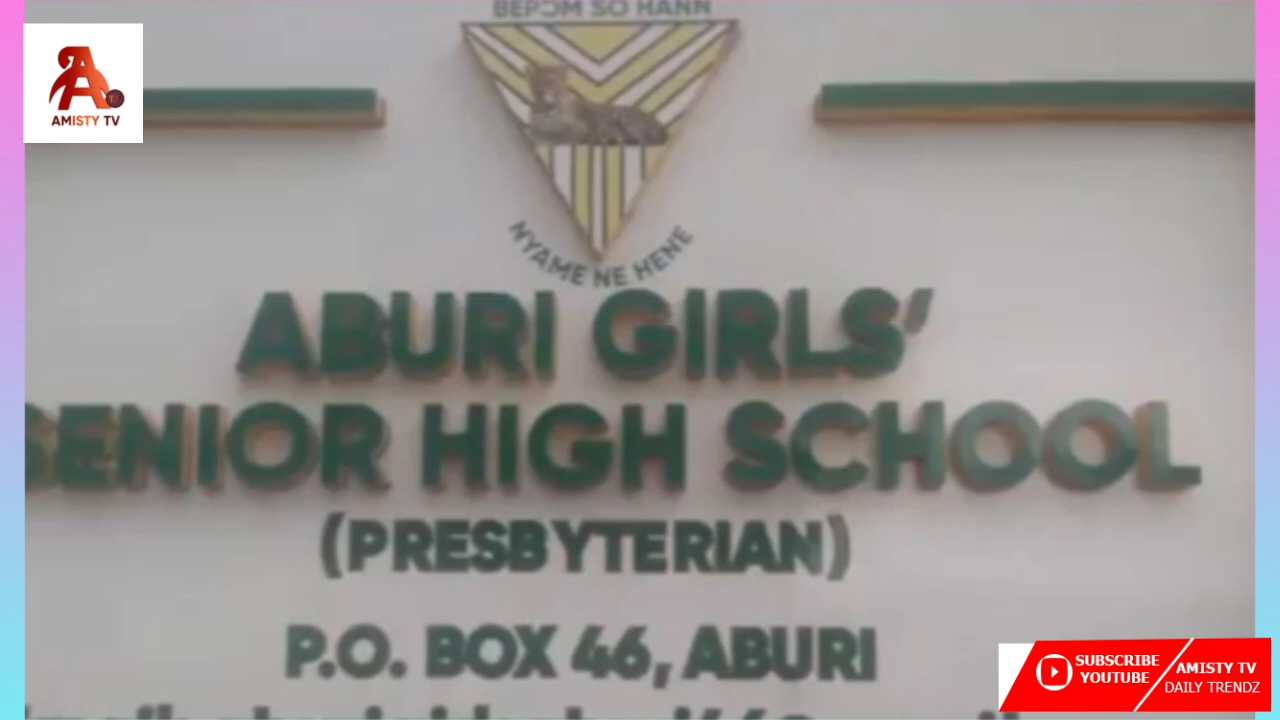 BEPƆM SO HANN
AMISTY TV
NYAME NE HENE
ABURI GIRLS'
SENIOR HIGH SCHOOL
(PRESBYTERIAN)
P.O. BOX 46, ABURI
SUBSCRIBE
YOUTUBE
AMISTY TV
DAILY TRENDZ